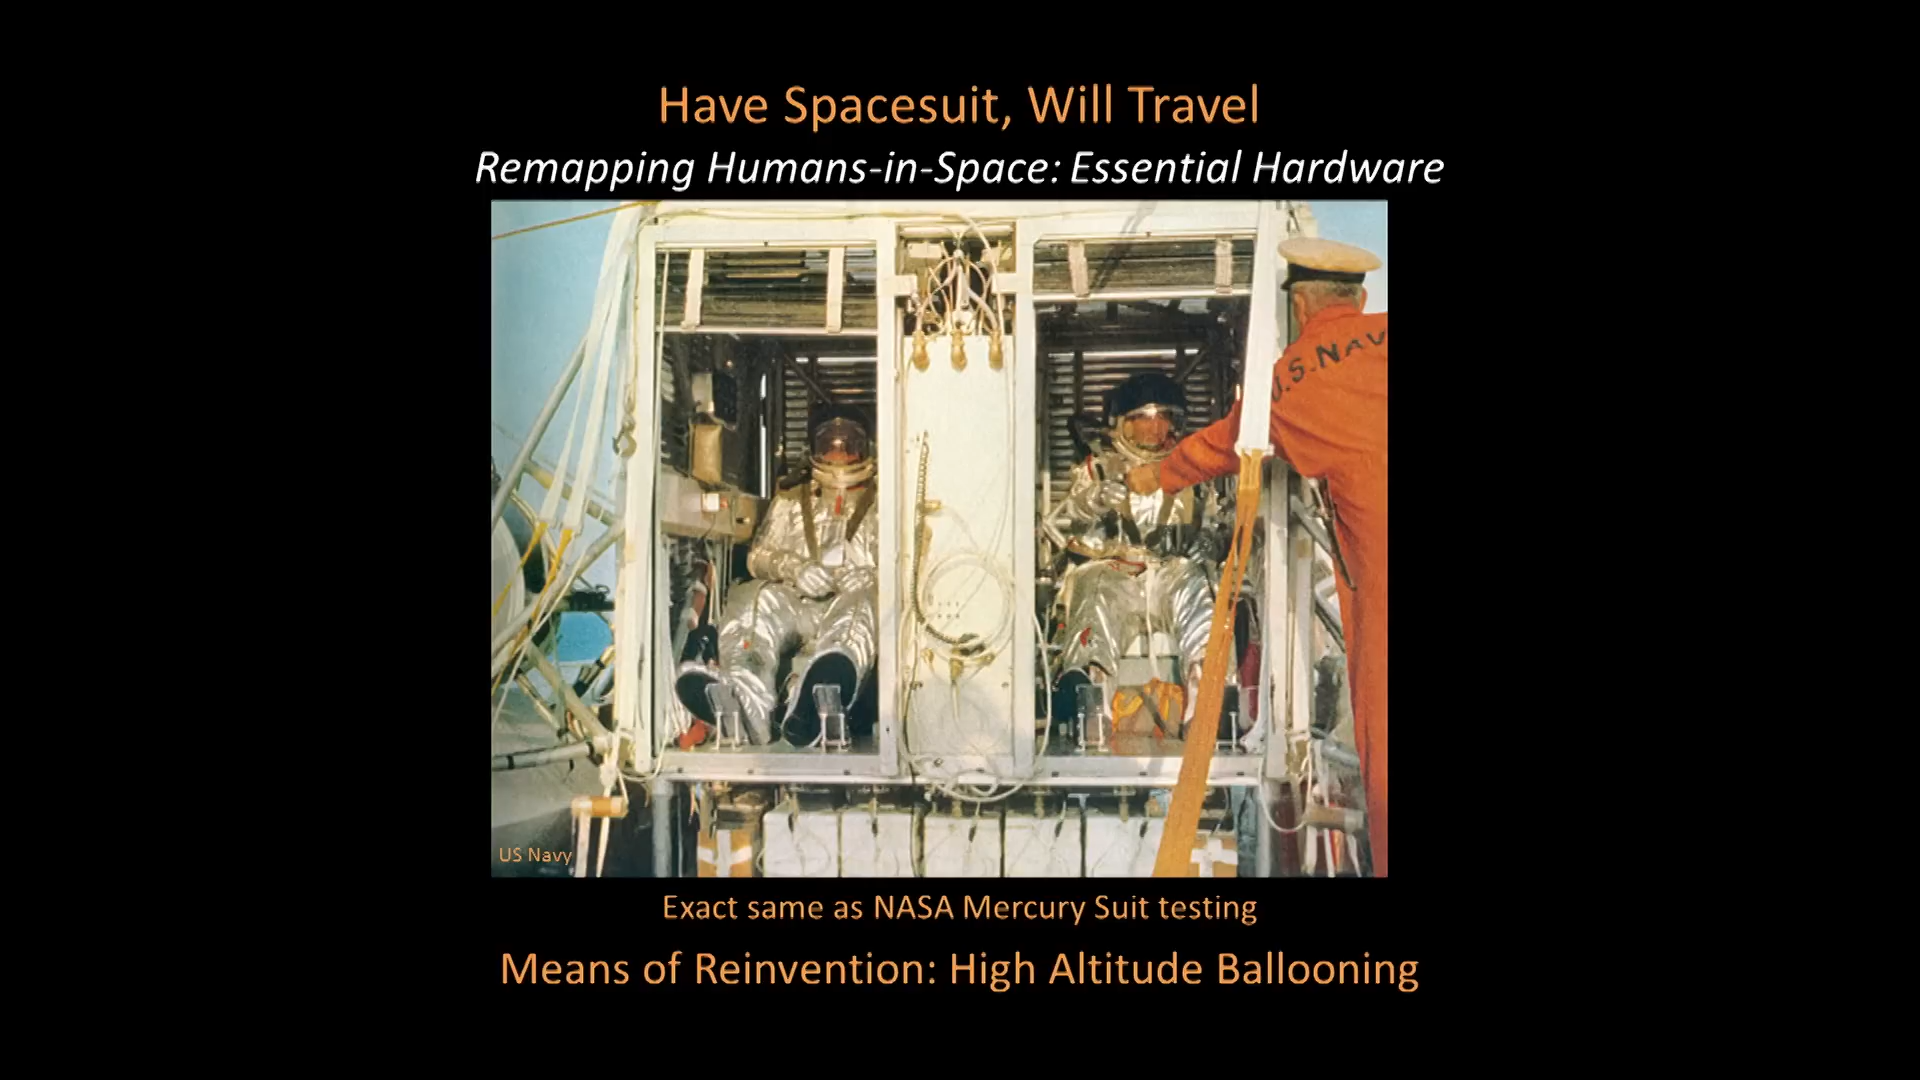 Have Spacesuit, Will Travel
Remapping Humans-in-Space: Essential Hardware
U.S. NAV
US Navy
Exact same as NASA Mercury Suit testing
Means of Reinvention: High Altitude Ballooning